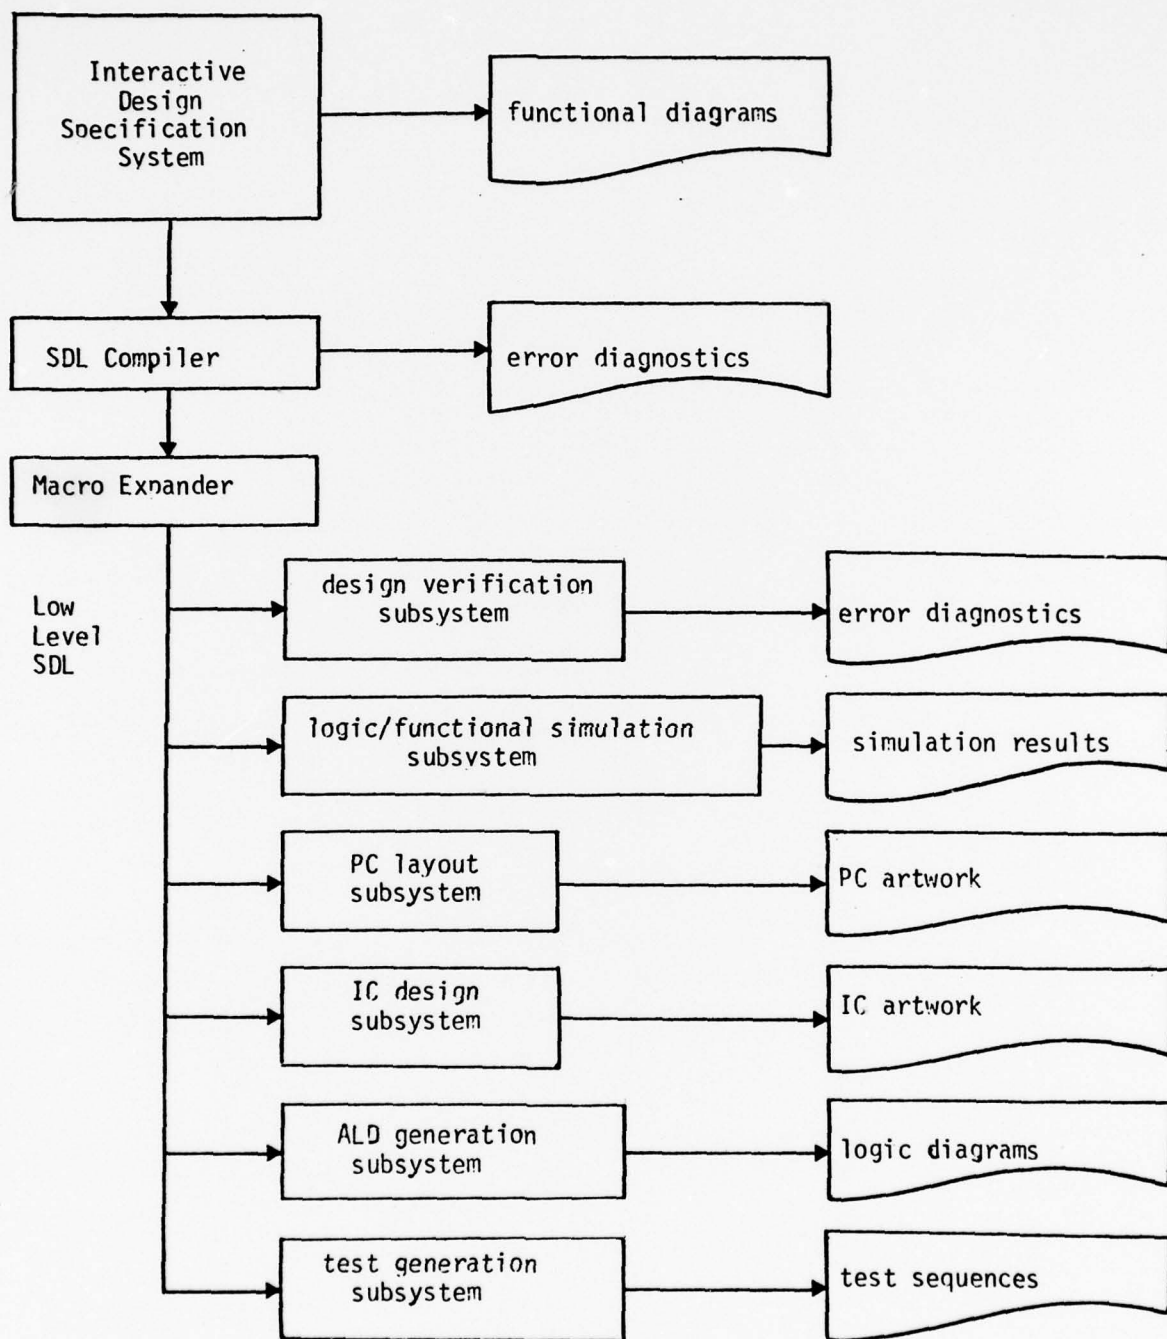 Interactive
Design
Specification
System
functional diagrams
SDL Compiler
error diagnostics
Macro Expander
Low
Level
SDL
design verification
subsystem
error diagnostics
logic/functional simulation
subsystem
simulation results
PC layout
subsystem
PC artwork
IC design
subsystem
IC artwork
ALD generation
subsystem
logic diagrams
test generation
subsystem
test sequences